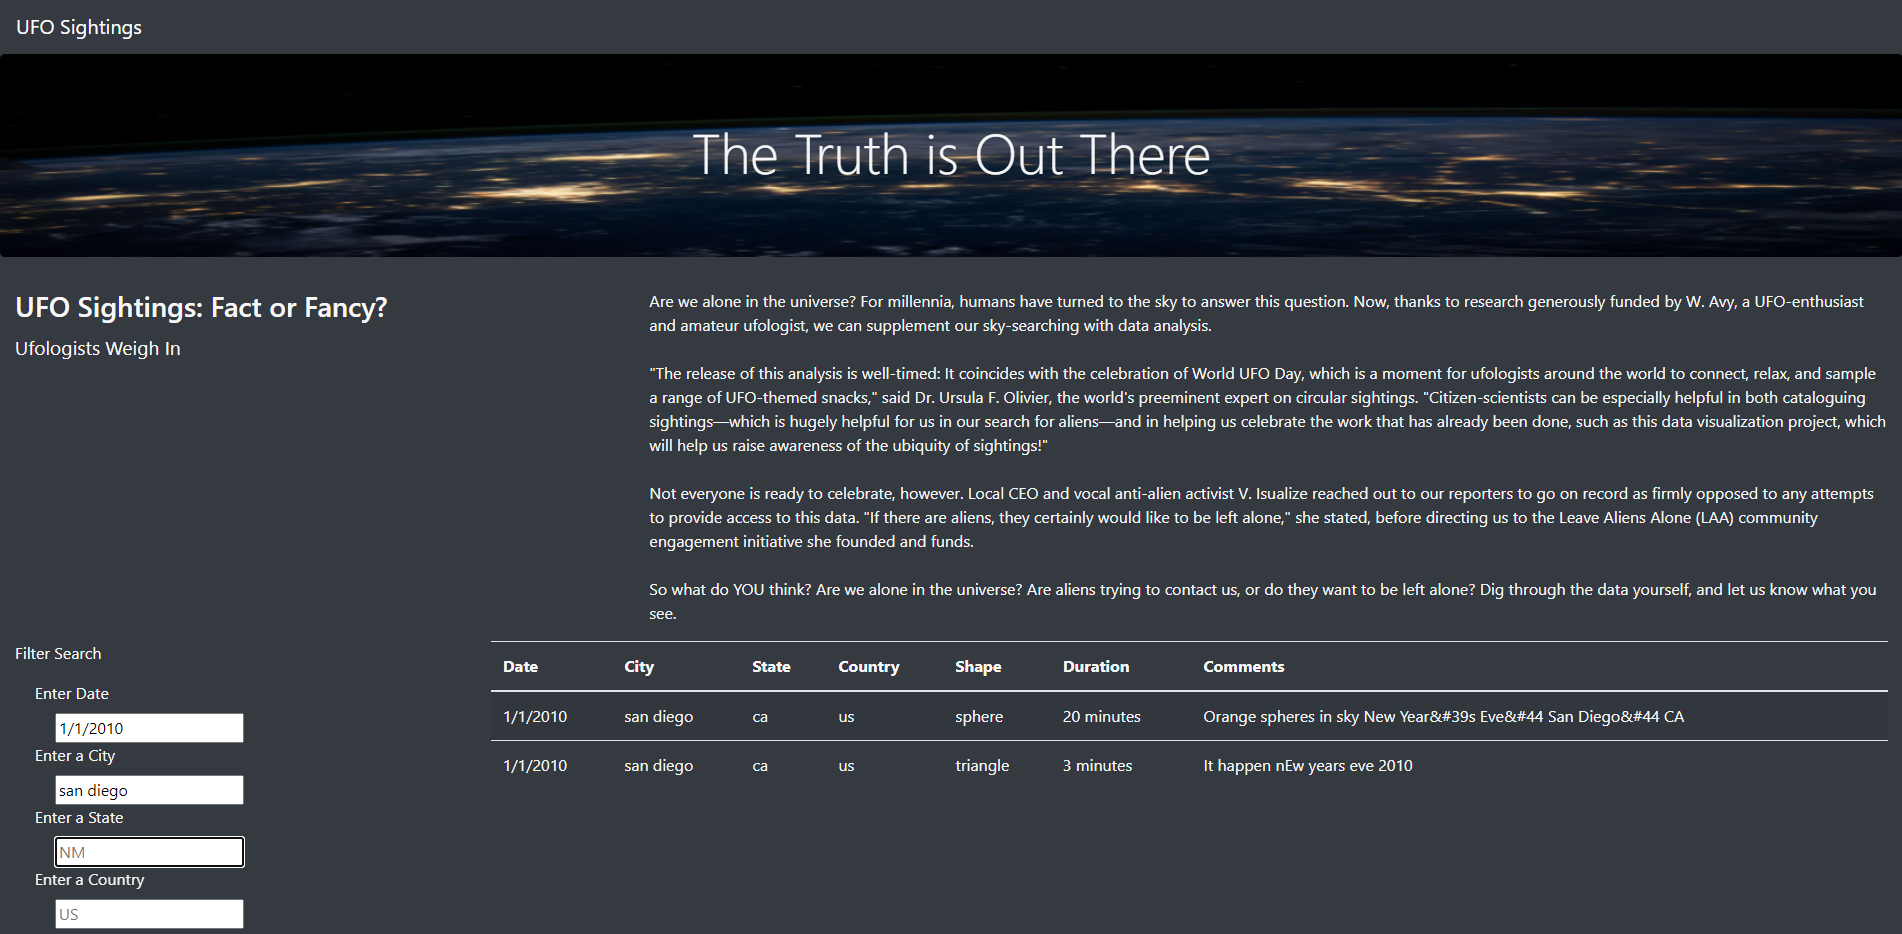 UFO Sightings
The Truth is Out There
UFO Sightings: Fact or Fancy?
Ufologists Weigh In
Are we alone in the universe? For millennia, humans have turned to the sky to answer this question. Now, thanks to research generously funded by W. Avy, a UFO-enthusiast
and amateur ufologist, we can supplement our sky-searching with data analysis.
"The release of this analysis is well-timed: It coincides with the celebration of World UFO Day, which is a moment for ufologists around the world to connect, relax, and sample
a range of UFO-themed snacks," said Dr. Ursula F. Olivier, the world's preeminent expert on circular sightings. "Citizen-scientists can be especially helpful in both cataloguing
sightings—which is hugely helpful for us in our search for aliens—and in helping us celebrate the work that has already been done, such as this data visualization project, which
will help us raise awareness of the ubiquity of sightings!"
Not everyone is ready to celebrate, however. Local CEO and vocal anti-alien activist V. Isualize reached out to our reporters to go on record as firmly opposed to any attempts
to provide access to this data. "If there are aliens, they certainly would like to be left alone," she stated, before directing us to the Leave Aliens Alone (LAA) community
engagement initiative she founded and funds.
So what do YOU think? Are we alone in the universe? Are aliens trying to contact us, or do they want to be left alone? Dig through the data yourself, and let us know what you
see.
Filter Search
Enter Date
1/1/2010
Enter a City
san diego
Enter a State
NM
Enter a Country
US
Date City State Country Shape Duration Comments
1/1/2010 san diego ca us sphere 20 minutes Orange spheres in sky New Year&#39s Eve&#44 San Diego&#44 CA
1/1/2010 san diego ca us triangle 3 minutes It happen nEw years eve 2010